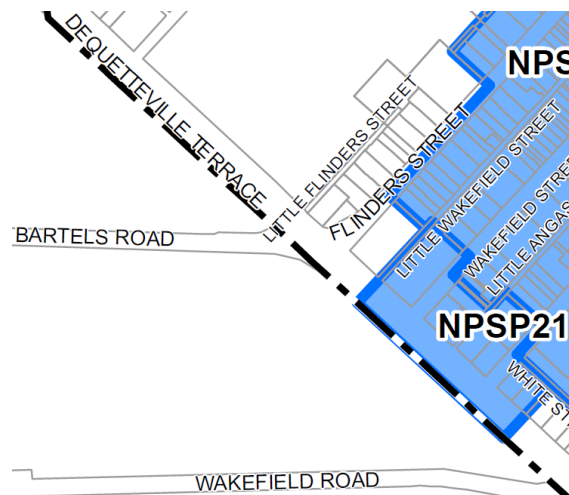 DEQUETTEVILLE TERRACE
NPS
LITTLE FLINDERS STREET
FLINDERS STREET
LITTLE WAKEFIELD STREET
WAKEFIELD STREE
LITTLE ANGAS
BARTELS ROAD
NPSP21
WHITE ST
WAKEFIELD ROAD